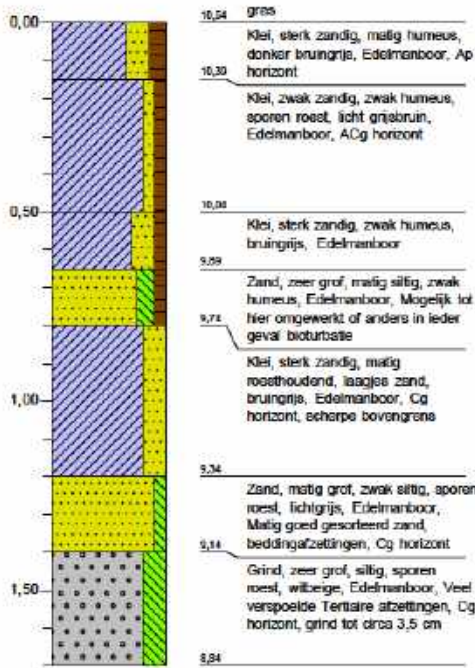 0,00
10,54
gras
Klei, sterk zandig, matig humeus,
donker bruingrijs, Edelmanboor, Ap
horizont
10,39
Klei, zwak zandig, zwak humeus,
sporen roest, licht grijsbruin,
Edelmanboor, ACg horizont
0,50
10,04
Klei, sterk zandig, zwak humeus,
bruingrijs, Edelmanboor
9,89
Zand, zeer grof, matig siltig, zwak
humeus, Edelmanboor, Mogelijk tot
hier omgewerkt of anders in ieder
geval bioturbatie
9,74
Klei, sterk zandig, matig
roesthoudend, laagjes zand,
bruingrijs, Edelmanboor, Cg
horizont, scherpe bovengrens
1,00
9,34
Zand, matig grof, zwak siltig, sporen
roest, lichtgrijs, Edelmanboor,
Matig goed gesorteerd zand,
beddingafzettingen, Cg horizont
9,14
Grind, zeer grof, siltig, sporen
roest, witbeige, Edelmanboor, Veel
verspoelde Tertiaire afzettingen, Cg
horizont, grind tot circa 3,5 cm
1,50
8,84